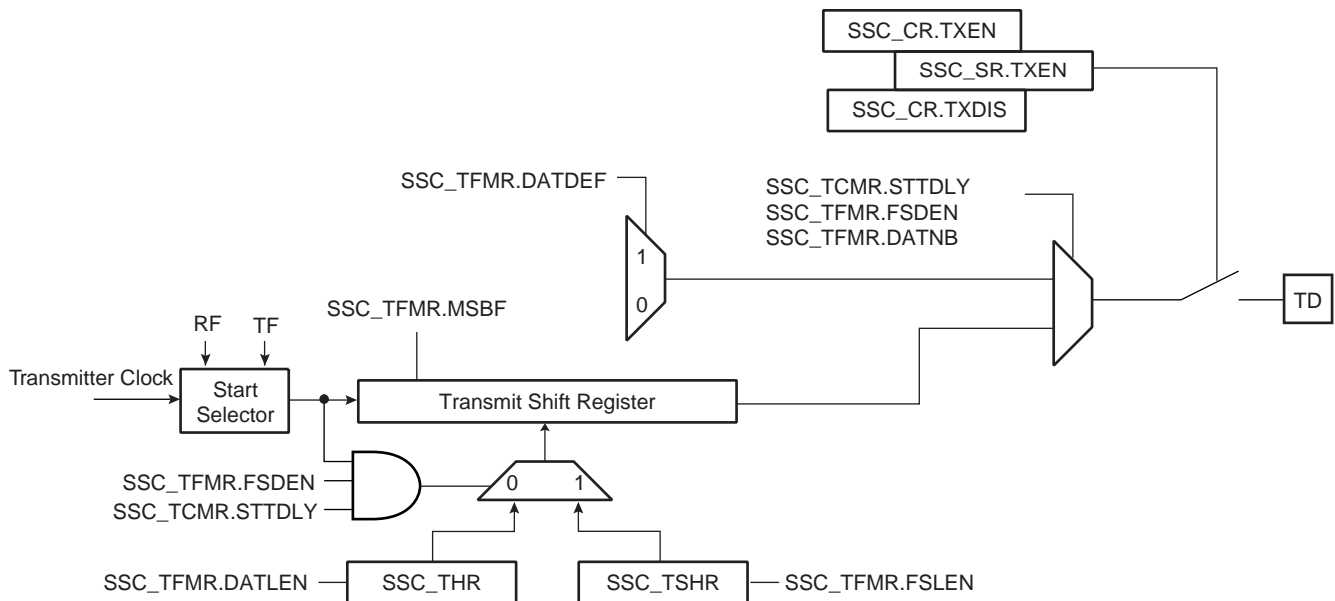 SSC_CR.TXEN
SSC_SR.TXEN
SSC_CR.TXDIS
SSC_TFMR.DATDEF
SSC_TCMR.STTDLY
SSC_TFMR.FSDEN
SSC_TFMR.DATNB
1
0
TD
SSC_TFMR.MSBF
RF
TF
Transmitter Clock
Start
Selector
Transmit Shift Register
SSC_TFMR.FSDEN
SSC_TCMR.STTDLY
0
1
SSC_TFMR.DATLEN
SSC_THR
SSC_TSHR
SSC_TFMR.FSLEN